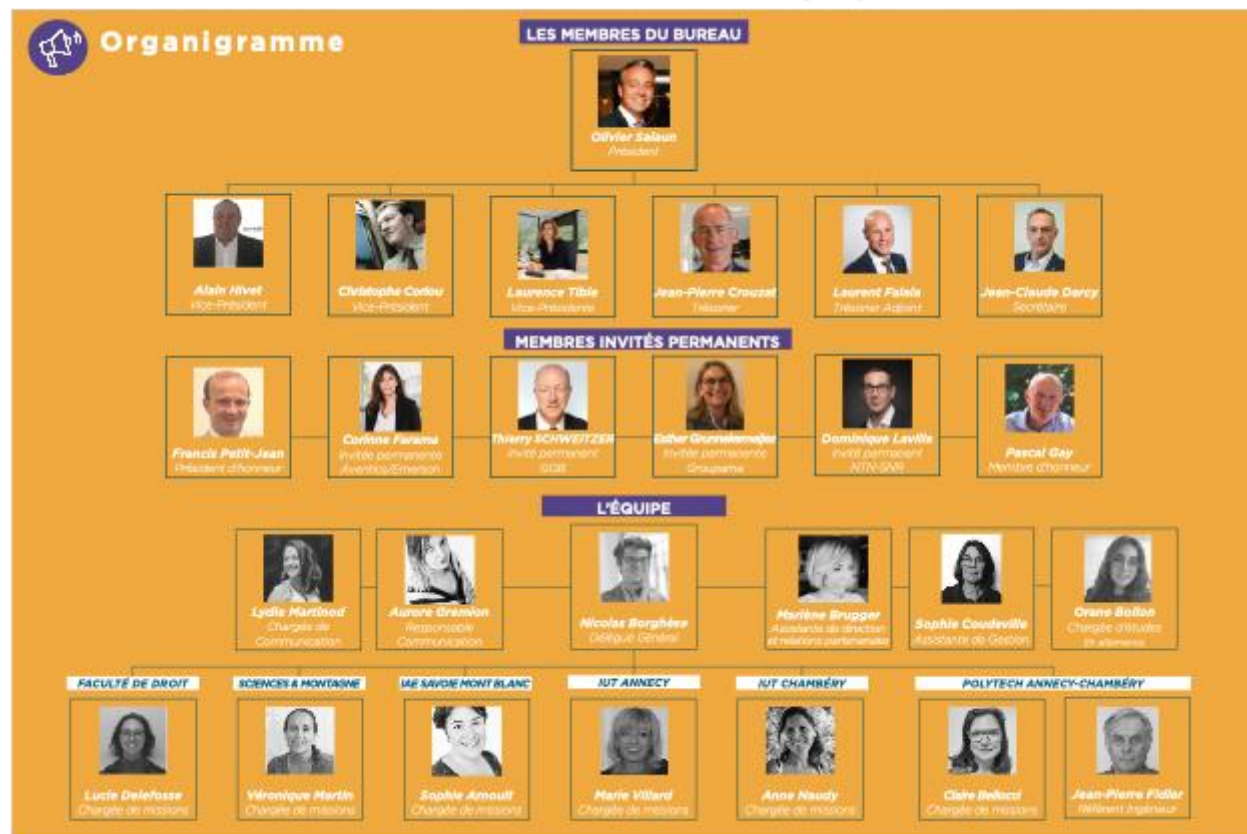 Organigramme
LES MEMBRES DU BUREAU
Olivier Salaun
Président
Alain Hivet
Vice-Président
Christophe Coriou
Vice-Président
Laurence Tible
Vice-Présidente
Jean-Pierre Crouzat
Trésorier
Laurent Falaia
Trésorier Adjoint
Jean-Claude Darcy
Secrétaire
MEMBRES INVITÉS PERMANENTS
Francis Petit-Jean
Président d'honneur
Corinne Farama
Invitée permanente
Aventics/Emerson
Thierry SCHWEITZER
Invité permanent
GGB
Esther
Invitée permanente
Groupama
Dominique Laville
Invité permanent
NTN-SNR
Pascal Gay
Membre d'honneur
L'ÉQUIPE
Lydie Martinod
Chargée de
Communication
Aurore Gremion
Responsable
Communication
Nicolas Borghèse
Délégué Général
Marlène Brugger
Assistante de direction
et relations partenariales
Sophie Coudeville
Assistante de Gestion
Orane Bollon
Chargée d'études
En alternance
FACULTÉ DE DROIT
Lucie Delefosse
Chargée de missions
SCIENCES & MONTAGNE
Véronique Martin
Chargée de missions
IAE SAVOIE MONT BLANC
Sophie Arnoult
Chargée de missions
IUT ANNECY
Marie Villard
Chargée de missions
IUT CHAMBÉRY
Anne Naudy
Chargée de missions
POLYTECH ANNECY-CHAMBÉRY
Claire Bellucci
Chargée de missions
Jean-Pierre Fidler
Référent Ingénieur